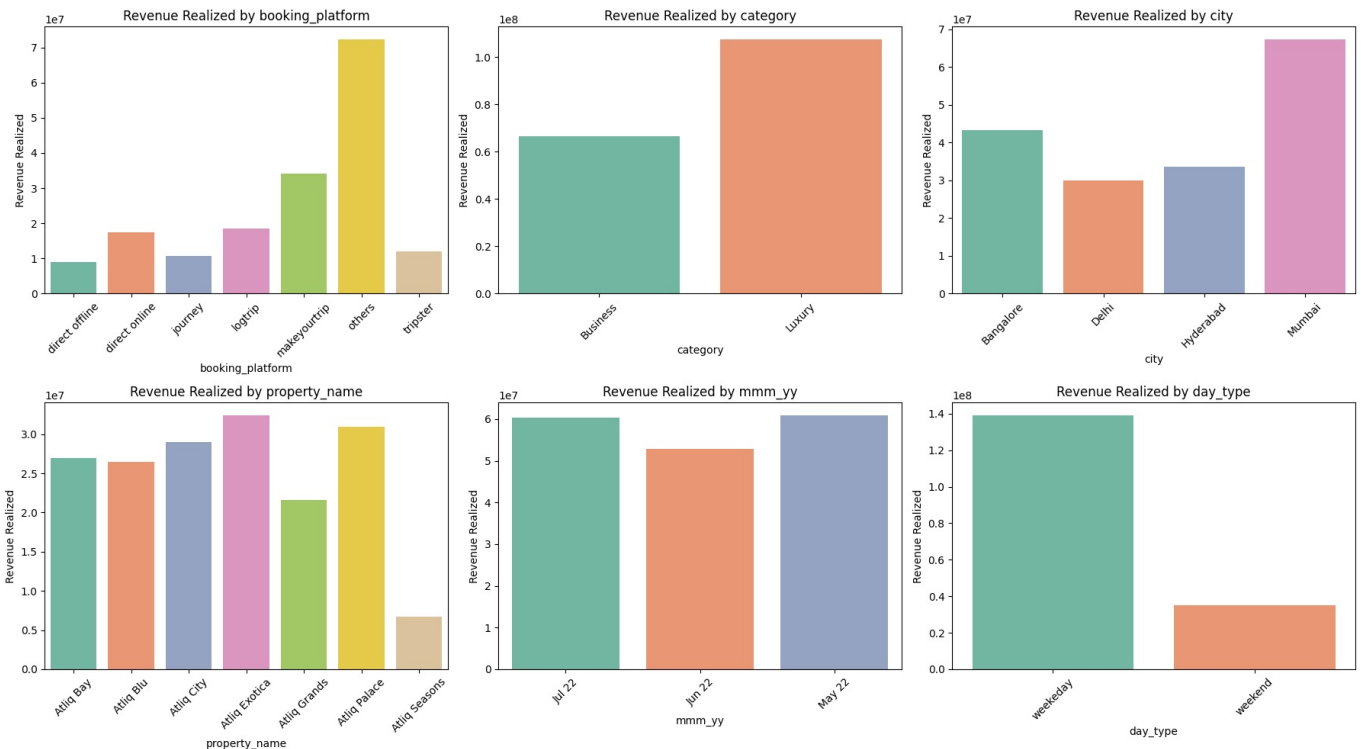 Revenue Realized by booking_platform
1e7
7
6
5
4
3
2
1
0
Revenue Realized
direct offline
direct online
journey
logtrip
makeyourtrip
others
tripster
booking_platform
Revenue Realized by category
1e8
1.0
0.8
0.6
0.4
0.2
0.0
Revenue Realized
Business
Luxury
category
Revenue Realized by city
1e7
7
6
5
4
3
2
1
0
Revenue Realized
Bangalore
Delhi
Hyderabad
Mumbai
city
Revenue Realized by property_name
1e7
3.0
2.5
2.0
1.5
1.0
0.5
0.0
Revenue Realized
Atliq Bay
Atliq Blu
Atliq City
Atliq Exotica
Atliq Grands
Atliq Palace
Atliq Seasons
property_name
Revenue Realized by mmm_yy
1e7
6
5
4
3
2
1
0
Revenue Realized
Jul 22
Jun 22
May 22
mmm_yy
Revenue Realized by day_type
1e8
1.4
1.2
1.0
0.8
0.6
0.4
0.2
0.0
Revenue Realized
weekeday
weekend
day_type